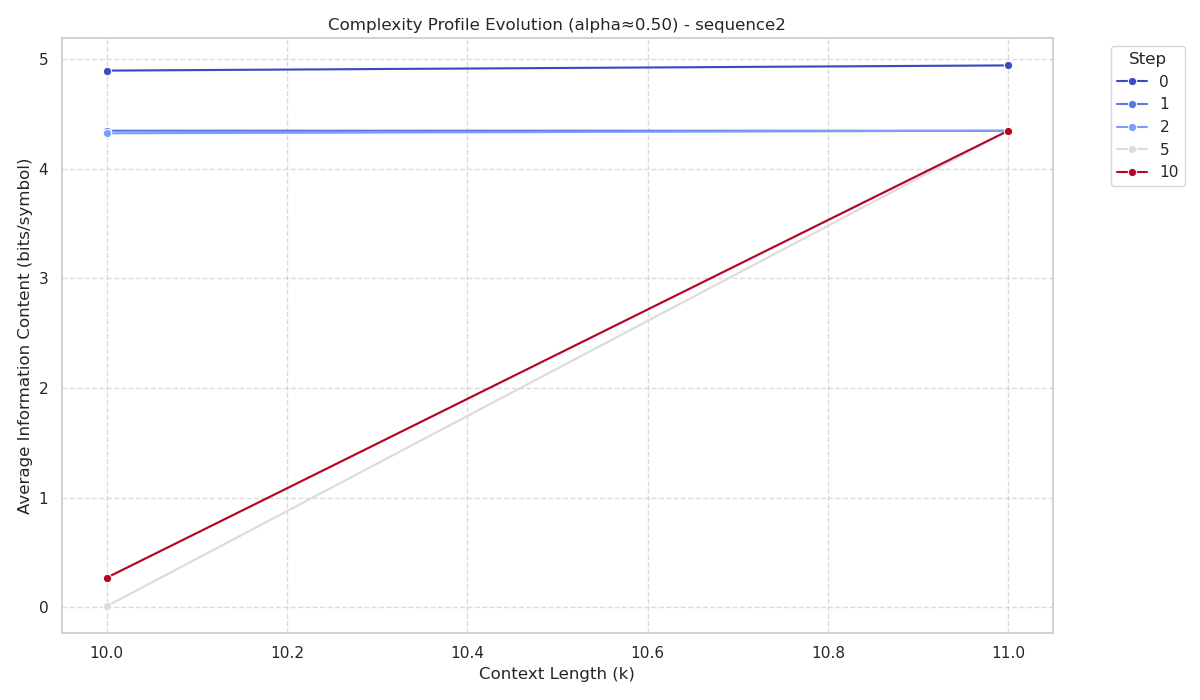 Complexity Profile Evolution (alpha≈0.50) - sequence2
Average Information Content (bits/symbol)
5
4
3
2
1
0
10.0 10.2 10.4 10.6 10.8 11.0
Context Length (k)
Step
0
1
2
5
10